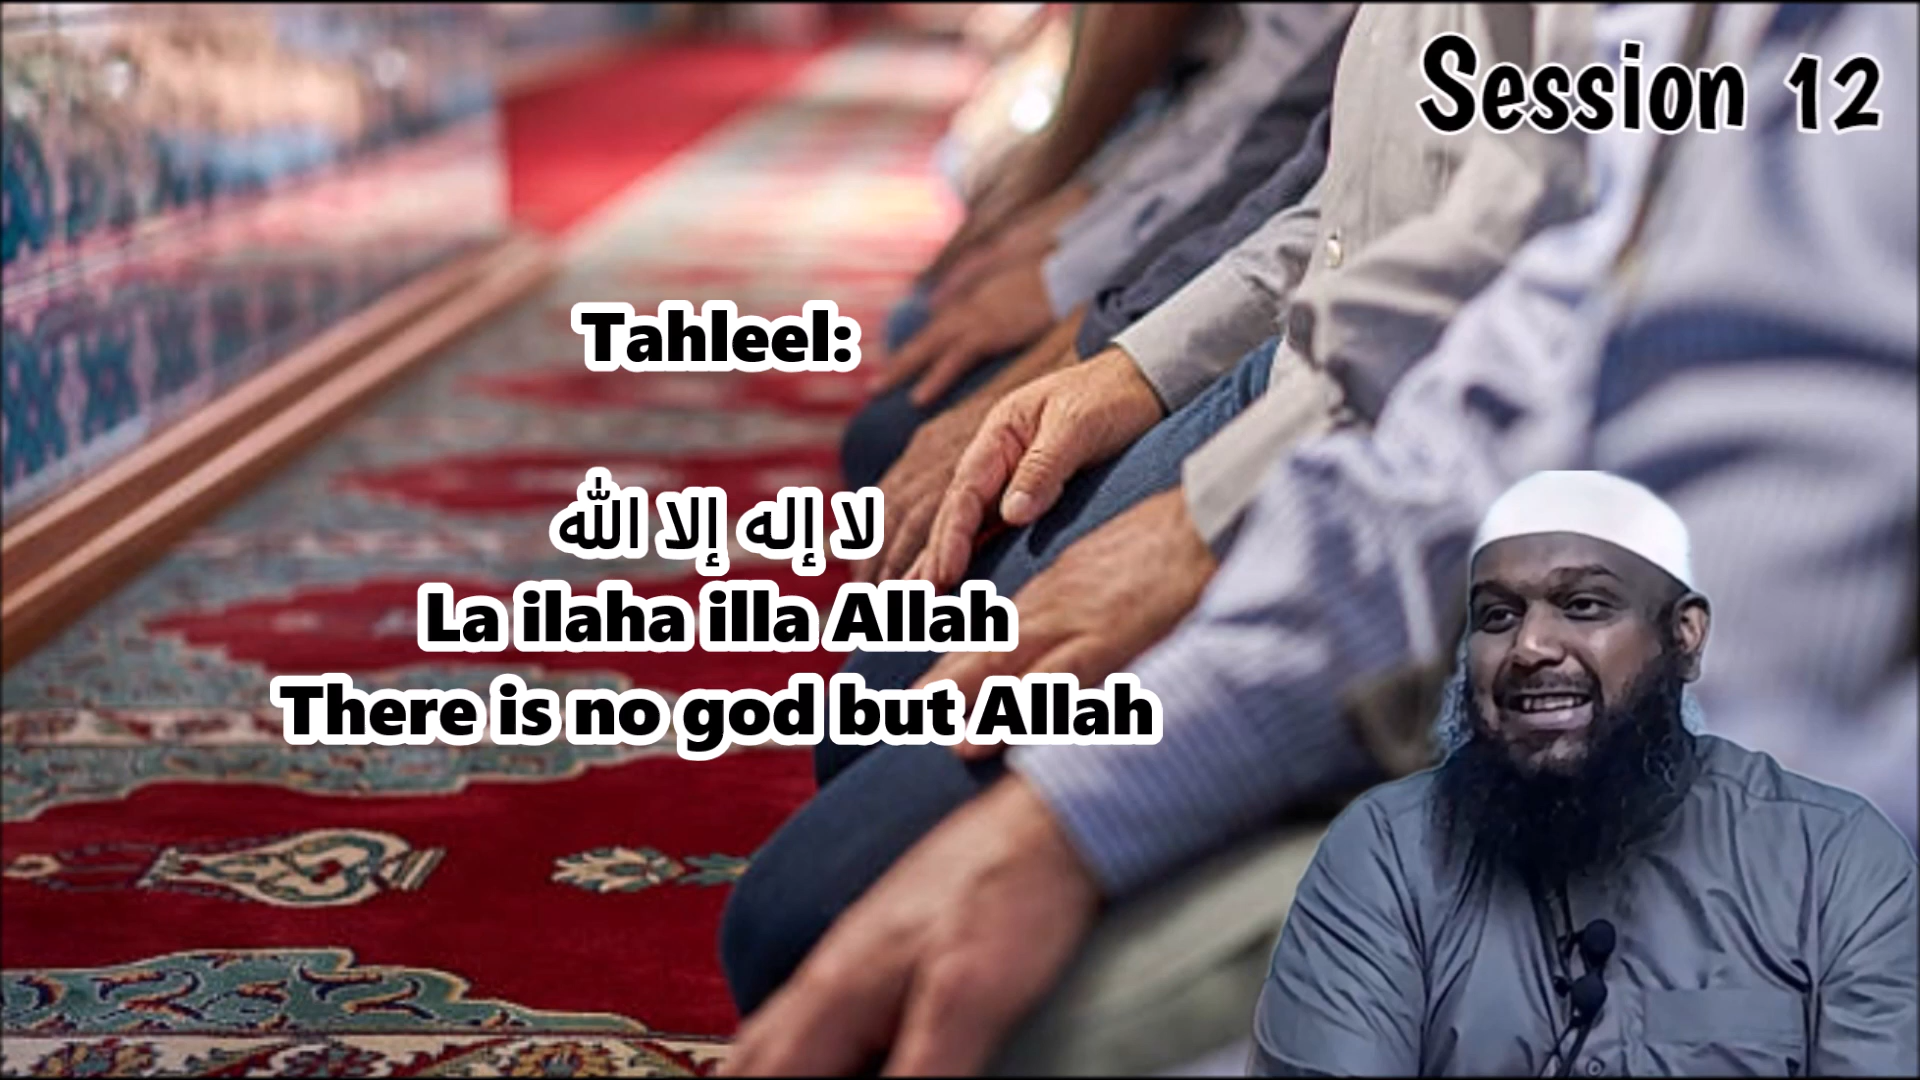 Session 12
Tahleel:
لا إله إلا الله
La ilaha illa Allah
There is no god but Allah